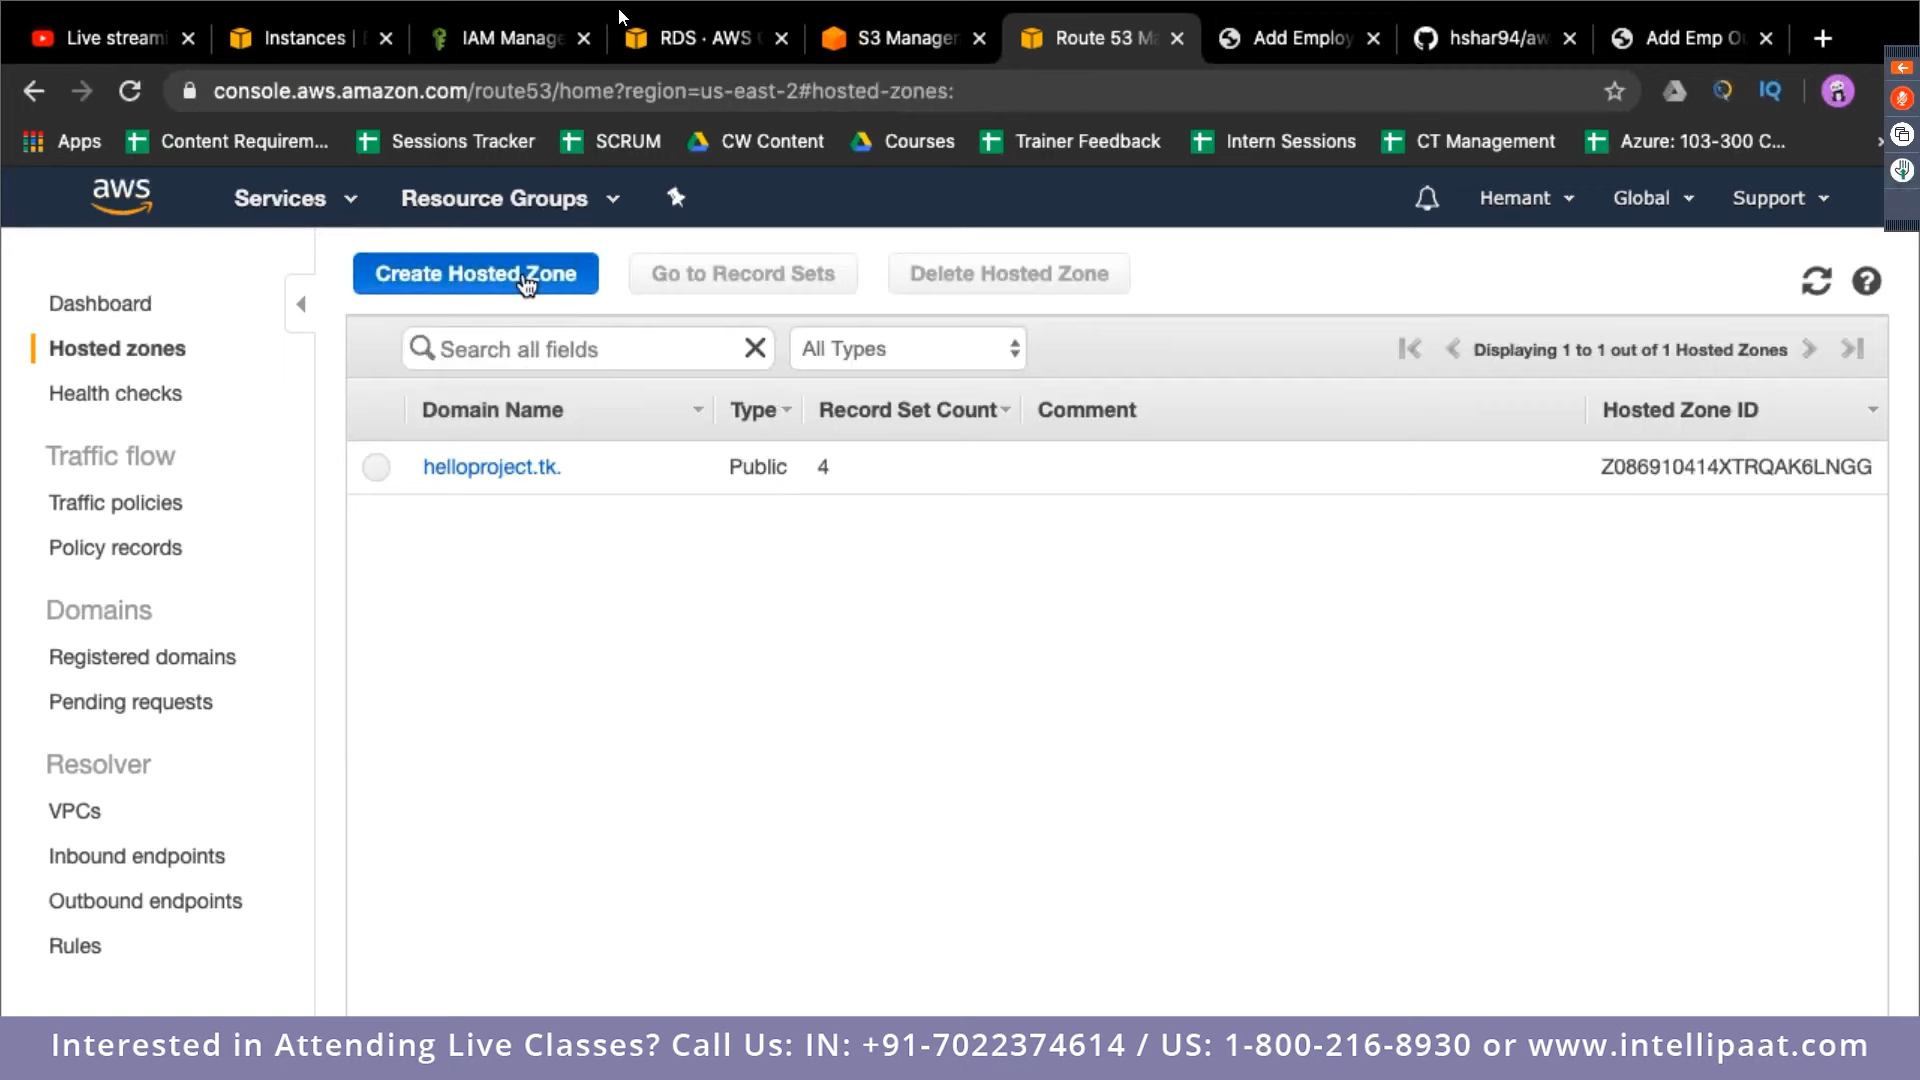 Live streami
Instances |
IAM Manage
RDS · AWS
S3 Manager
Route 53 M
Add Employ
hshar94/aw
Add Emp O
console.aws.amazon.com/route53/home?region=us-east-2#hosted-zones:
IQ
Apps
Content Requirem...
Sessions Tracker
SCRUM
CW Content
Courses
Trainer Feedback
Intern Sessions
CT Management
Azure: 103-300 C...
aws
Services
Resource Groups
Hemant
Global
Support
Dashboard
Hosted zones
Health checks
Traffic flow
Traffic policies
Policy records
Domains
Registered domains
Pending requests
Resolver
VPCs
Inbound endpoints
Outbound endpoints
Rules
Create Hosted Zone
Go to Record Sets
Delete Hosted Zone
Search all fields
All Types
Displaying 1 to 1 out of 1 Hosted Zones
Domain Name Type Record Set Count Comment Hosted Zone ID
helloproject.tk. Public 4 Z086910414XTRQAK6LNGG
Interested in Attending Live Classes? Call Us: IN: +91-7022374614 / US: 1-800-216-8930 or www.intellipaat.com